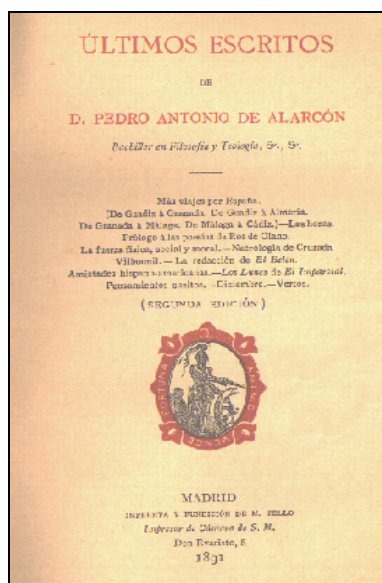 ÚLTIMOS ESCRITOS
DE
D. PEDRO ANTONIO DE ALARCÓN
Bachiller en Filosofía y Teología, &., &.
Más viajes por España.
(De Guadix á Granada. De Guadix á Almería.
De Granada á Málaga. De Málaga á Cádiz.)—
Prólogo á las poesías de Ros de Olano.
La fuerza física, social y moral.—Necrología de Cruzada
Villaamil.—La redacción de El Belén.
Amistades hispano-americanas.—Los Lunes de El Imparcial.
Pensamientos sueltos.—Diciembre.—Versos.
(SEGUNDA EDICIÓN)
FORTUNA VINCE
MADRID
IMPRENTA Y FUNDICIÓN DE M. TELLO
Impresor de Cámara de S. M.
Don Evaristo, 8
1891